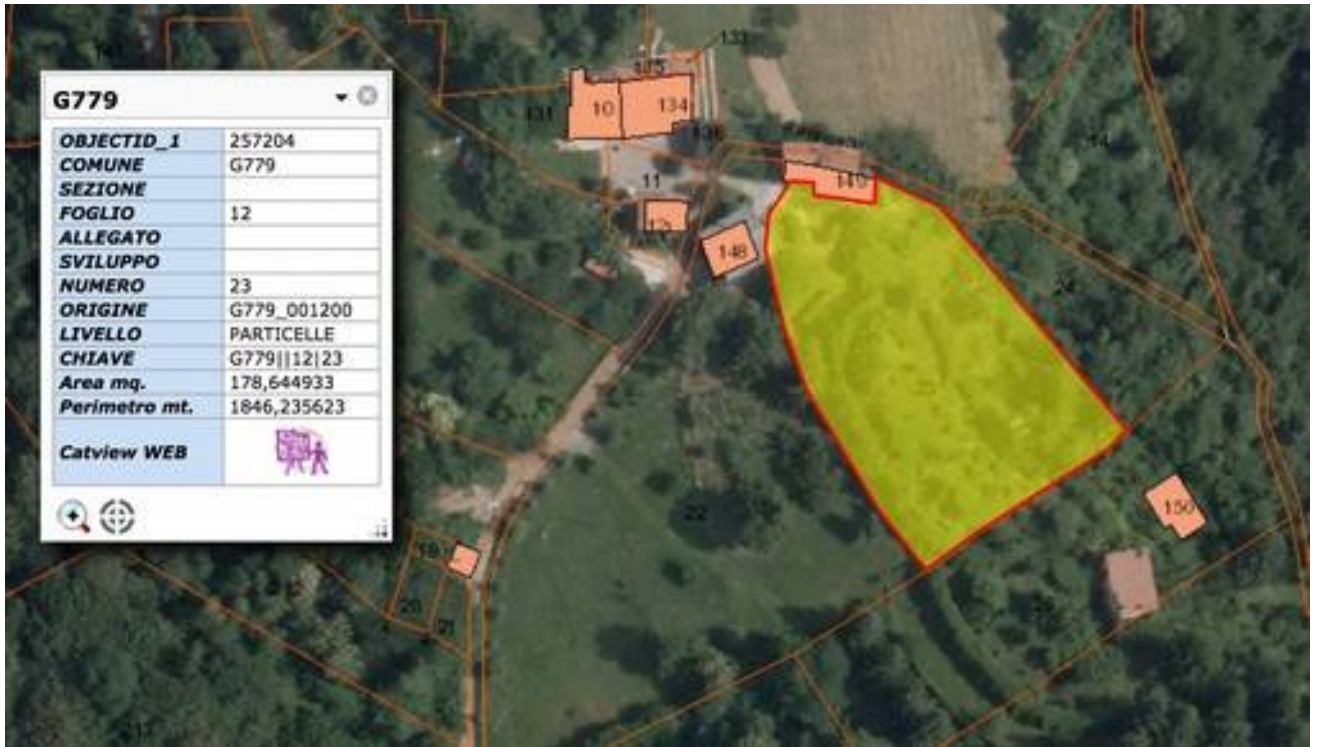 G779
OBJECTID_1 257204
COMUNE G779
SEZIONE
FOGLIO 12
ALLEGATO
SVILUPPO
NUMERO 23
ORIGINE G779_001200
LIVELLO PARTICELLE
CHIAVE G779||12|23
Area mq. 178,644933
Perimetro mt. 1846,235623
Catview WEB
133
131
10
134
136
11
149
14
148
24
22
150
19
20
21